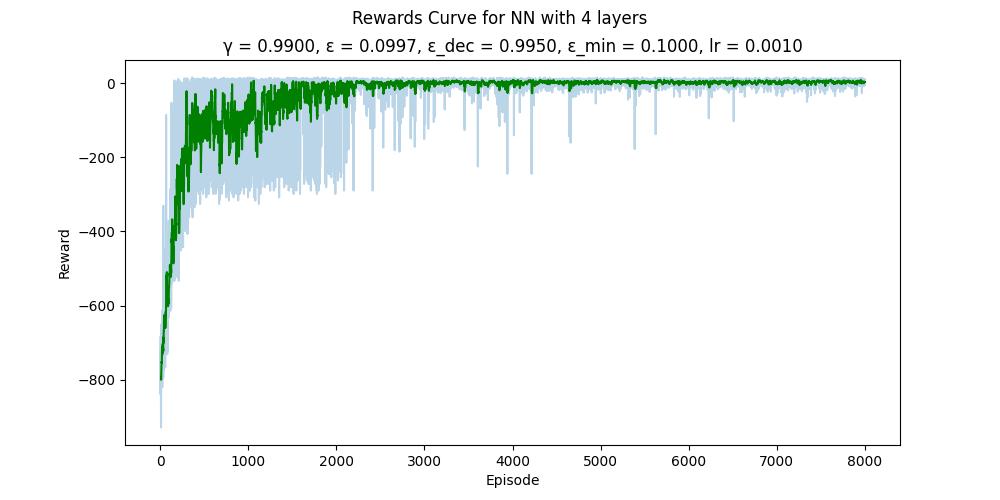 Rewards Curve for NN with 4 layers
γ = 0.9900, ε = 0.0997, ε_dec = 0.9950, ε_min = 0.1000, lr = 0.0010
0
−200
−400
−600
−800
Reward
0 1000 2000 3000 4000 5000 6000 7000 8000
Episode